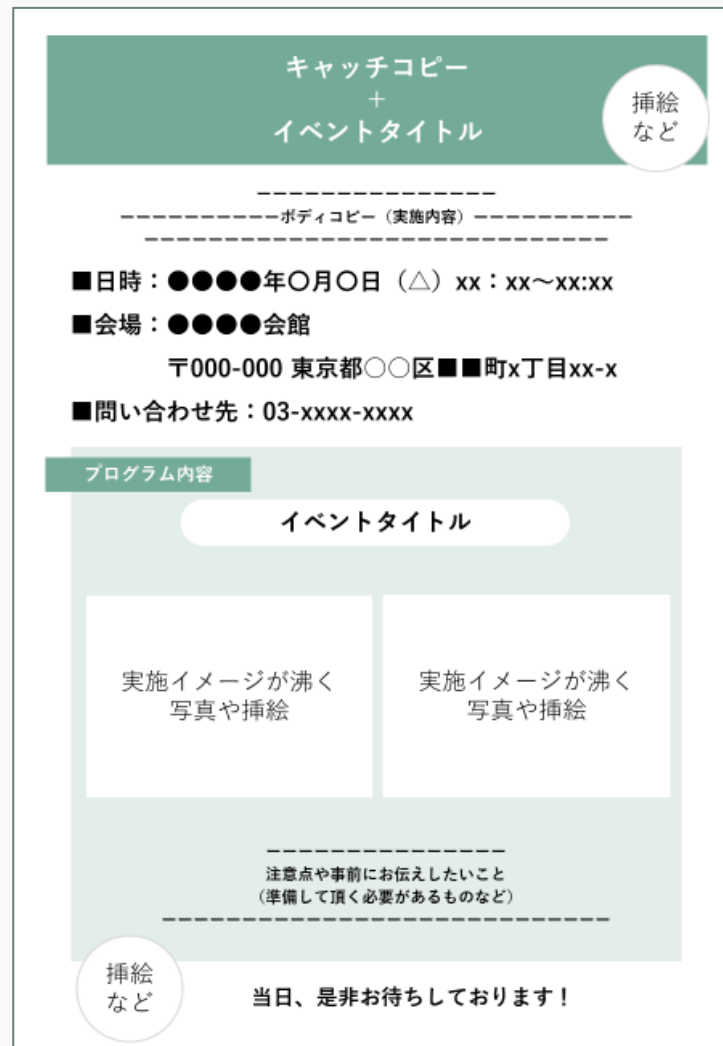 キャッチコピー
+
イベントタイトル
挿絵
など
ーーーーーーーーーーーーーーー
ーーーーーーーーーーボディコピー（実施内容）ーーーーーーーーーー
ーーーーーーーーーーーーーーーーーーーーーーーーーーーーー
■日時：●●●●年〇月〇日（△）xx：xx〜xx:xx
■会場：●●●●会館
〒000-000 東京都○○区■■町x丁目xx-x
■問い合わせ先：03-xxxx-xxxx
プログラム内容
イベントタイトル
実施イメージが沸く
写真や挿絵
実施イメージが沸く
写真や挿絵
ーーーーーーーーーーーーーーー
注意点や事前にお伝えしたいこと
（準備して頂く必要があるものなど）
ーーーーーーーーーーーーーーーーーーーーーーーーーーーー
挿絵
など
当日、是非お待ちしております！